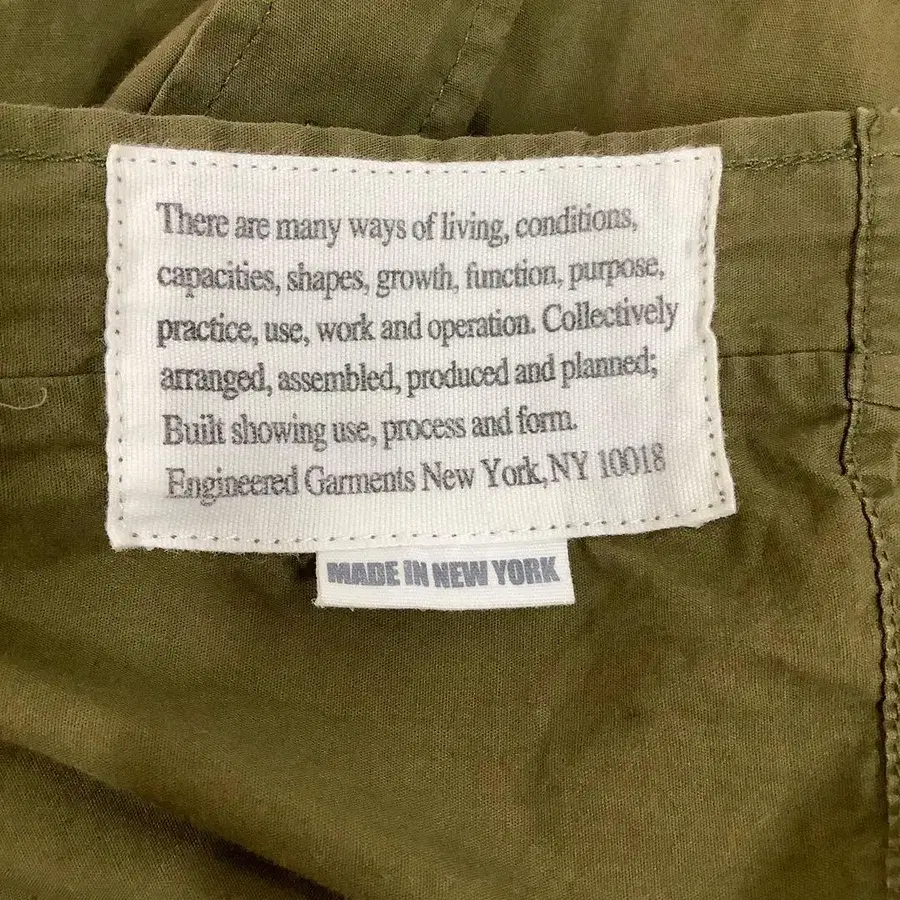 There are many ways of living, conditions,
capacities, shapes, growth, function, purpose,
practice, use, work and operation. Collectively
arranged, assembled, produced and planned;
Built showing use, process and form.
Engineered Garments New York, NY 10018
MADE IN NEW YORK